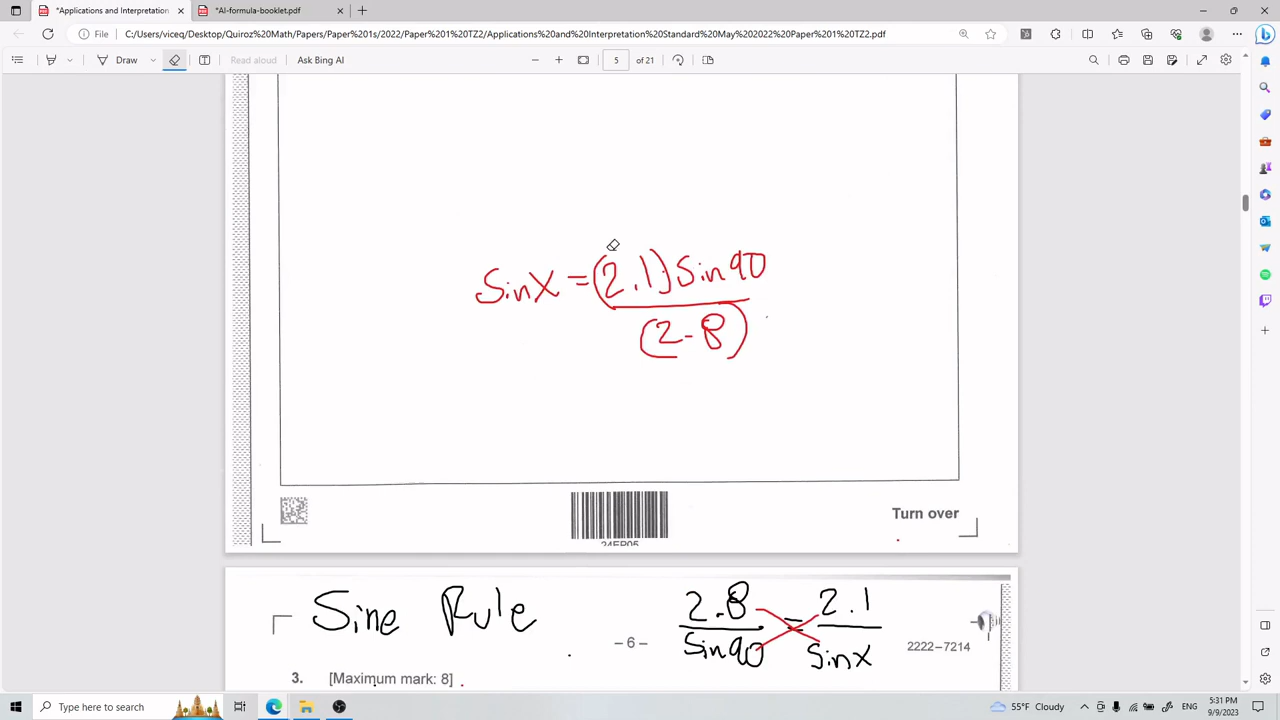 *Applications and Interpretation
*AI-formula-booklet.pdf
File
C:/Users/viceq/Desktop/Quiroz%20Math/Papers/Paper%201s/2022/Paper%201%20TZ2/Applications%20and%20Interpretation%20Standard%20May%202022%20Paper%201%20TZ2.pdf
Draw
Read aloud
Ask Bing AI
5
of 21
Sinx = (2.1) Sin90
(2-8)
Turn over
24EP05
Sine Rule
2.8 = 2.1
Sin90 Sinx
– 6 –
2222–7214
3. [Maximum mark: 8]
Type here to search
55°F Cloudy
5:31 PM
9/9/2023